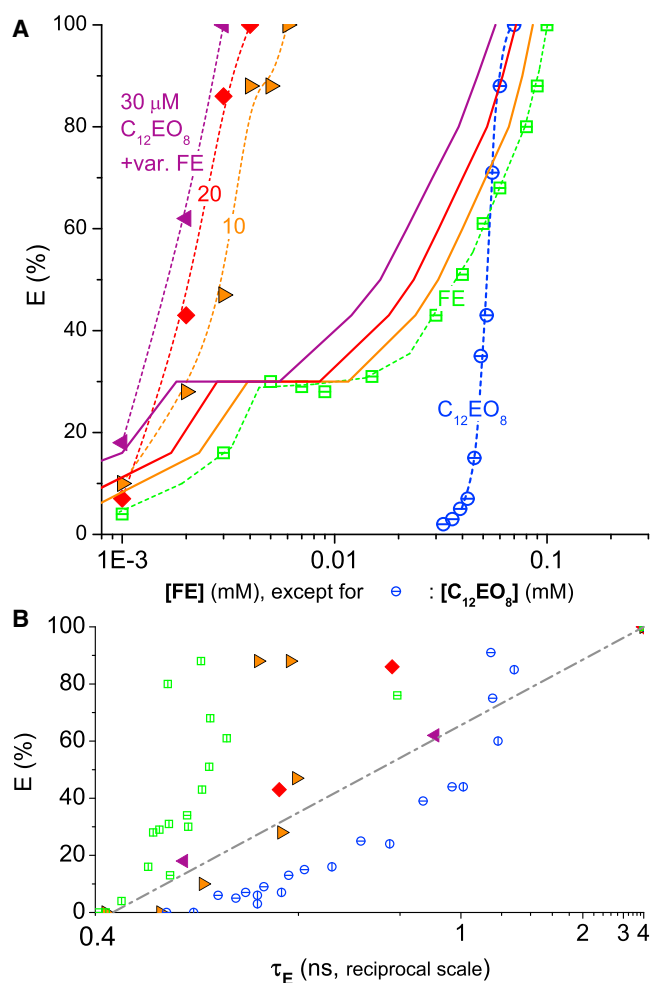 A
100
80
60
40
20
0
E (%)
30 μM
C₁₂EO₈
+var. FE
20
10
FE
C₁₂EO₈
1E-3
0.01
0.1
[FE] (mM), except for : [C₁₂EO₈] (mM)
B
100
80
60
40
20
0
E (%)
0.4
1
2
3
4
τE (ns, reciprocal scale)